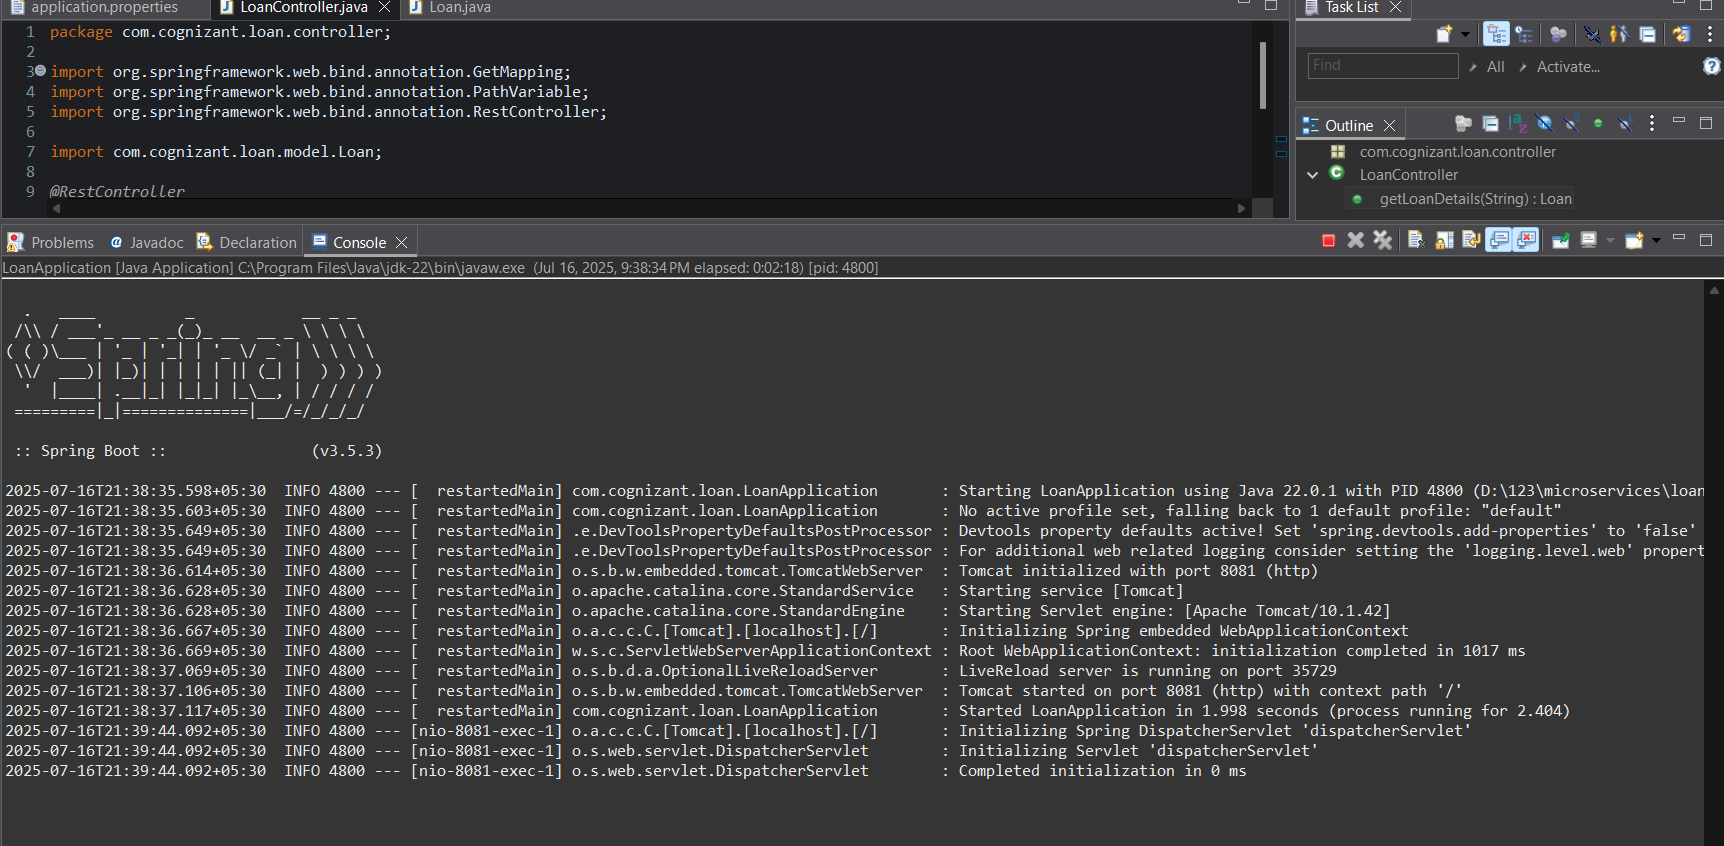 application.properties
LoanController.java
Loan.java
1 package com.cognizant.loan.controller;
2
3 import org.springframework.web.bind.annotation.GetMapping;
4 import org.springframework.web.bind.annotation.PathVariable;
5 import org.springframework.web.bind.annotation.RestController;
6
7 import com.cognizant.loan.model.Loan;
8
9 @RestController
Task List
Find
All
Activate...
Outline
com.cognizant.loan.controller
LoanController
getLoanDetails(String) : Loan
Problems
Javadoc
Declaration
Console
LoanApplication [Java Application] C:\Program Files\Java\jdk-22\bin\javaw.exe (Jul 16, 2025, 9:38:34 PM elapsed: 0:02:18) [pid: 4800]
  .   ____          _            __ _ _
 /\\ / ___'_ __ _ _(_)_ __  __ _ \ \ \ \
( ( )\___ | '_ | '_| | '_ \/ _` | \ \ \ \
 \\/  ___)| |_)| | | | | || (_| |  ) ) ) )
  '  |____| .__|_| |_|_| |_\__, | / / / /
 =========|_|==============|___/=/_/_/_/
:: Spring Boot :: (v3.5.3)
2025-07-16T21:38:35.598+05:30 INFO 4800 --- [ restartedMain] com.cognizant.loan.LoanApplication : Starting LoanApplication using Java 22.0.1 with PID 4800 (D:\123\microservices\loan
2025-07-16T21:38:35.603+05:30 INFO 4800 --- [ restartedMain] com.cognizant.loan.LoanApplication : No active profile set, falling back to 1 default profile: "default"
2025-07-16T21:38:35.649+05:30 INFO 4800 --- [ restartedMain] .e.DevToolsPropertyDefaultsPostProcessor : Devtools property defaults active! Set 'spring.devtools.add-properties' to 'false'
2025-07-16T21:38:35.649+05:30 INFO 4800 --- [ restartedMain] .e.DevToolsPropertyDefaultsPostProcessor : For additional web related logging consider setting the 'logging.level.web' propert
2025-07-16T21:38:36.614+05:30 INFO 4800 --- [ restartedMain] o.s.b.w.embedded.tomcat.TomcatWebServer : Tomcat initialized with port 8081 (http)
2025-07-16T21:38:36.628+05:30 INFO 4800 --- [ restartedMain] o.apache.catalina.core.StandardService : Starting service [Tomcat]
2025-07-16T21:38:36.628+05:30 INFO 4800 --- [ restartedMain] o.apache.catalina.core.StandardEngine : Starting Servlet engine: [Apache Tomcat/10.1.42]
2025-07-16T21:38:36.667+05:30 INFO 4800 --- [ restartedMain] o.a.c.c.C.[Tomcat].[localhost].[/] : Initializing Spring embedded WebApplicationContext
2025-07-16T21:38:36.669+05:30 INFO 4800 --- [ restartedMain] w.s.c.ServletWebServerApplicationContext : Root WebApplicationContext: initialization completed in 1017 ms
2025-07-16T21:38:37.069+05:30 INFO 4800 --- [ restartedMain] o.s.b.d.a.OptionalLiveReloadServer : LiveReload server is running on port 35729
2025-07-16T21:38:37.106+05:30 INFO 4800 --- [ restartedMain] o.s.b.w.embedded.tomcat.TomcatWebServer : Tomcat started on port 8081 (http) with context path '/'
2025-07-16T21:38:37.117+05:30 INFO 4800 --- [ restartedMain] com.cognizant.loan.LoanApplication : Started LoanApplication in 1.998 seconds (process running for 2.404)
2025-07-16T21:39:44.092+05:30 INFO 4800 --- [nio-8081-exec-1] o.a.c.c.C.[Tomcat].[localhost].[/] : Initializing Spring DispatcherServlet 'dispatcherServlet'
2025-07-16T21:39:44.092+05:30 INFO 4800 --- [nio-8081-exec-1] o.s.web.servlet.DispatcherServlet : Initializing Servlet 'dispatcherServlet'
2025-07-16T21:39:44.092+05:30 INFO 4800 --- [nio-8081-exec-1] o.s.web.servlet.DispatcherServlet : Completed initialization in 0 ms